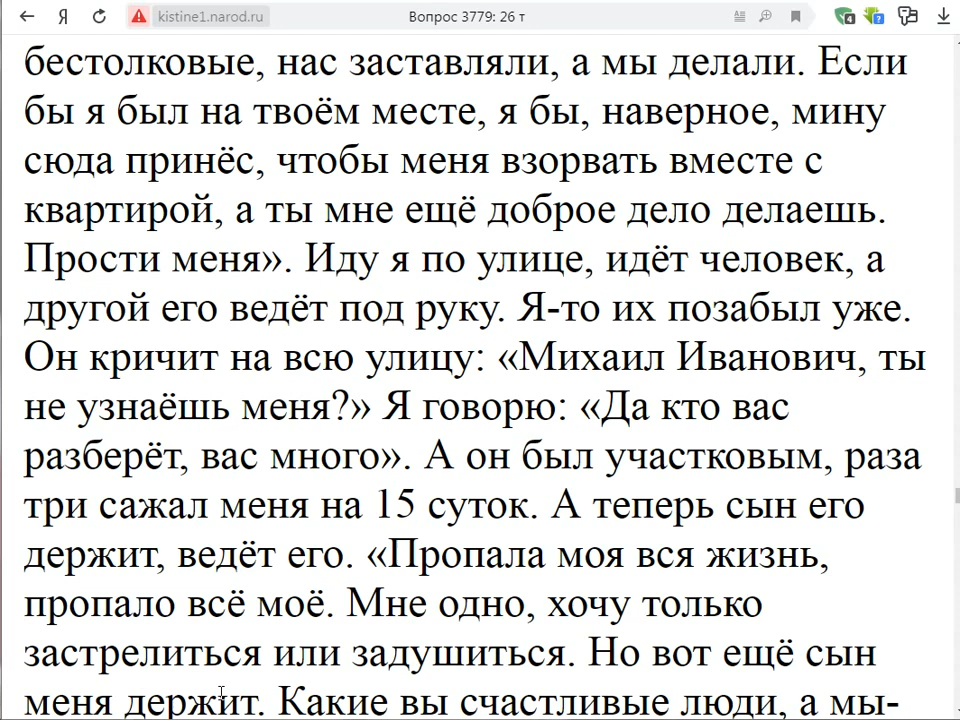 kistine1.narod.ru
Вопрос 3779: 26 т
бестолковые, нас заставляли, а мы делали. Если
бы я был на твоём месте, я бы, наверное, мину
сюда принёс, чтобы меня взорвать вместе с
квартирой, а ты мне ещё доброе дело делаешь.
Прости меня». Иду я по улице, идёт человек, а
другой его ведёт под руку. Я-то их позабыл уже.
Он кричит на всю улицу: «Михаил Иванович, ты
не узнаёшь меня?» Я говорю: «Да кто вас
разберёт, вас много». А он был участковым, раза
три сажал меня на 15 суток. А теперь сын его
держит, ведёт его. «Пропала моя вся жизнь,
пропало всё моё. Мне одно, хочу только
застрелиться или задушиться. Но вот ещё сын
меня держит. Какие вы счастливые люди, а мы-